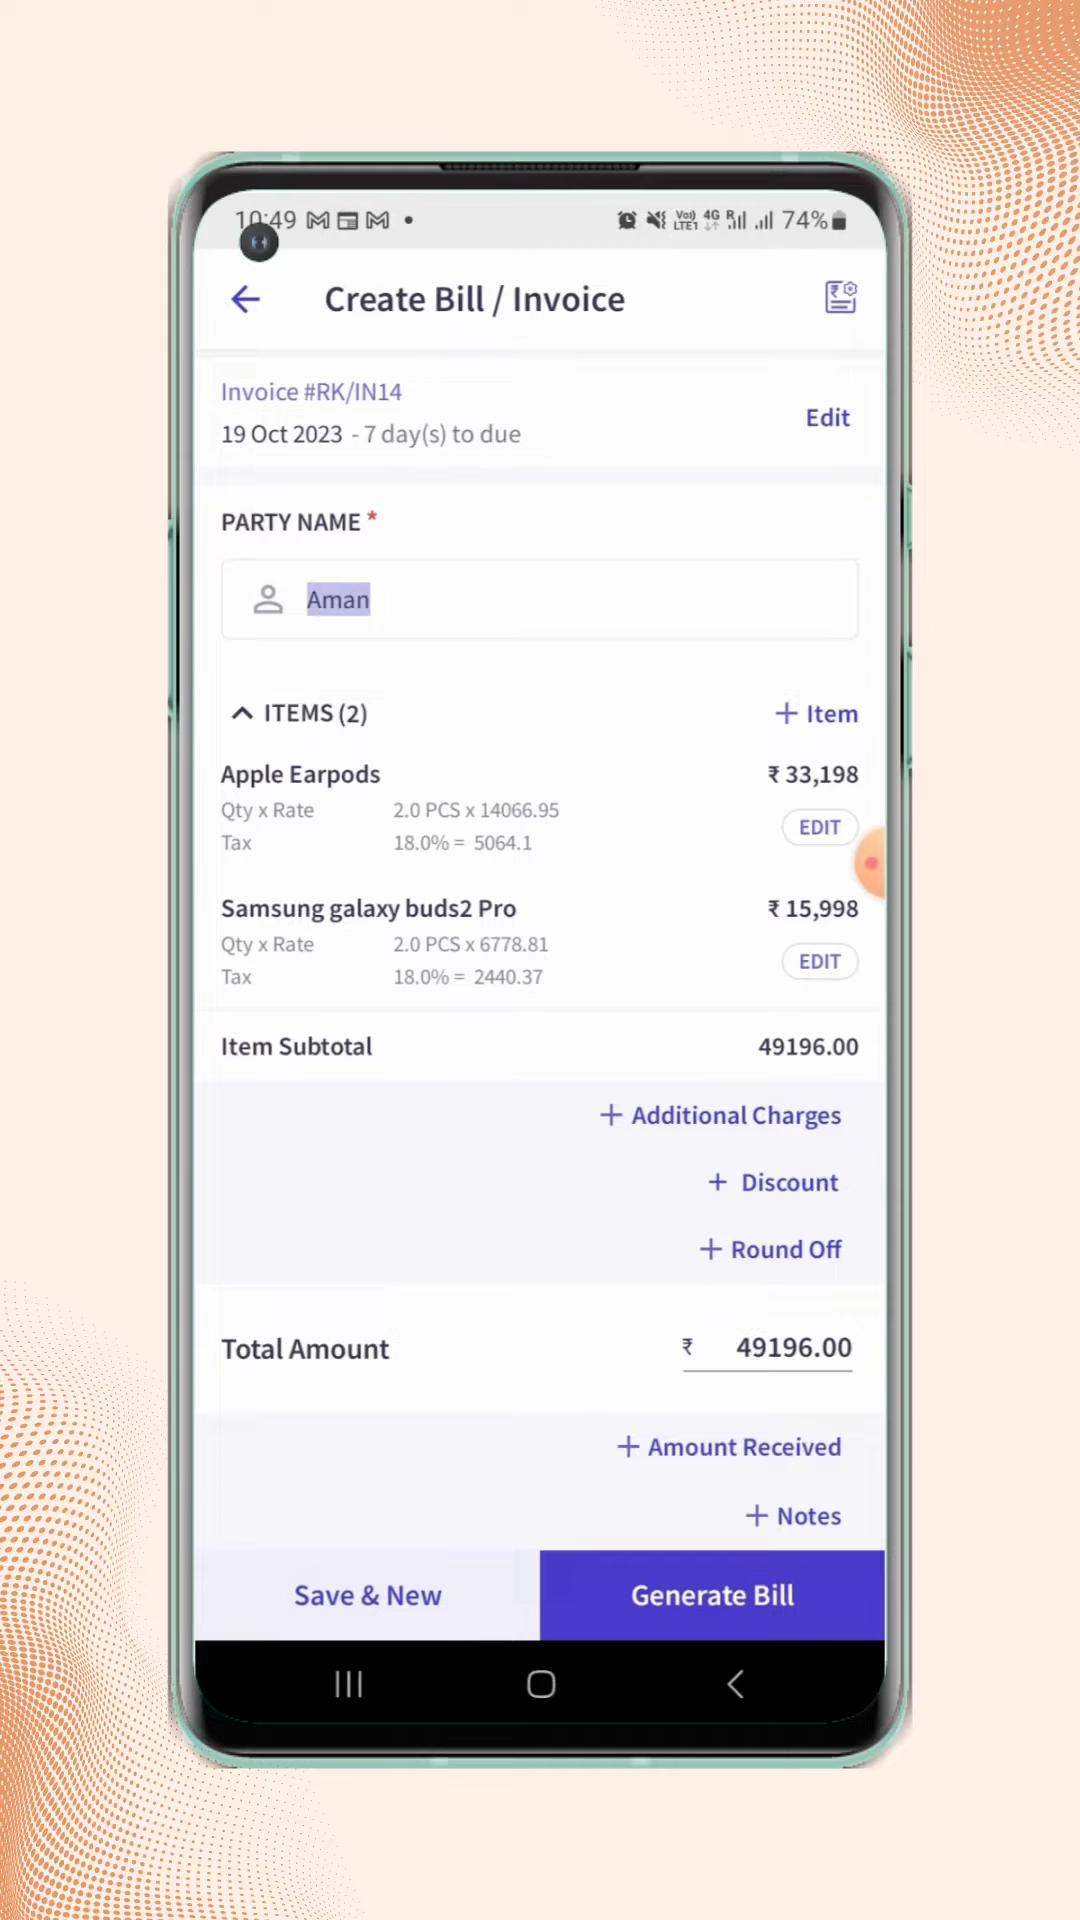 10:49 74%
Vo)) 4G R
LTE1
Create Bill / Invoice
Invoice #RK/IN14
19 Oct 2023 - 7 day(s) to due
Edit
PARTY NAME *
Aman
ITEMS (2) + Item
Apple Earpods ₹ 33,198
Qty x Rate 2.0 PCS x 14066.95
EDIT
Tax 18.0% = 5064.1
Samsung galaxy buds2 Pro ₹ 15,998
Qty x Rate 2.0 PCS x 6778.81
EDIT
Tax 18.0% = 2440.37
Item Subtotal 49196.00
+ Additional Charges
+ Discount
+ Round Off
Total Amount ₹ 49196.00
+ Amount Received
+ Notes
Save & New Generate Bill